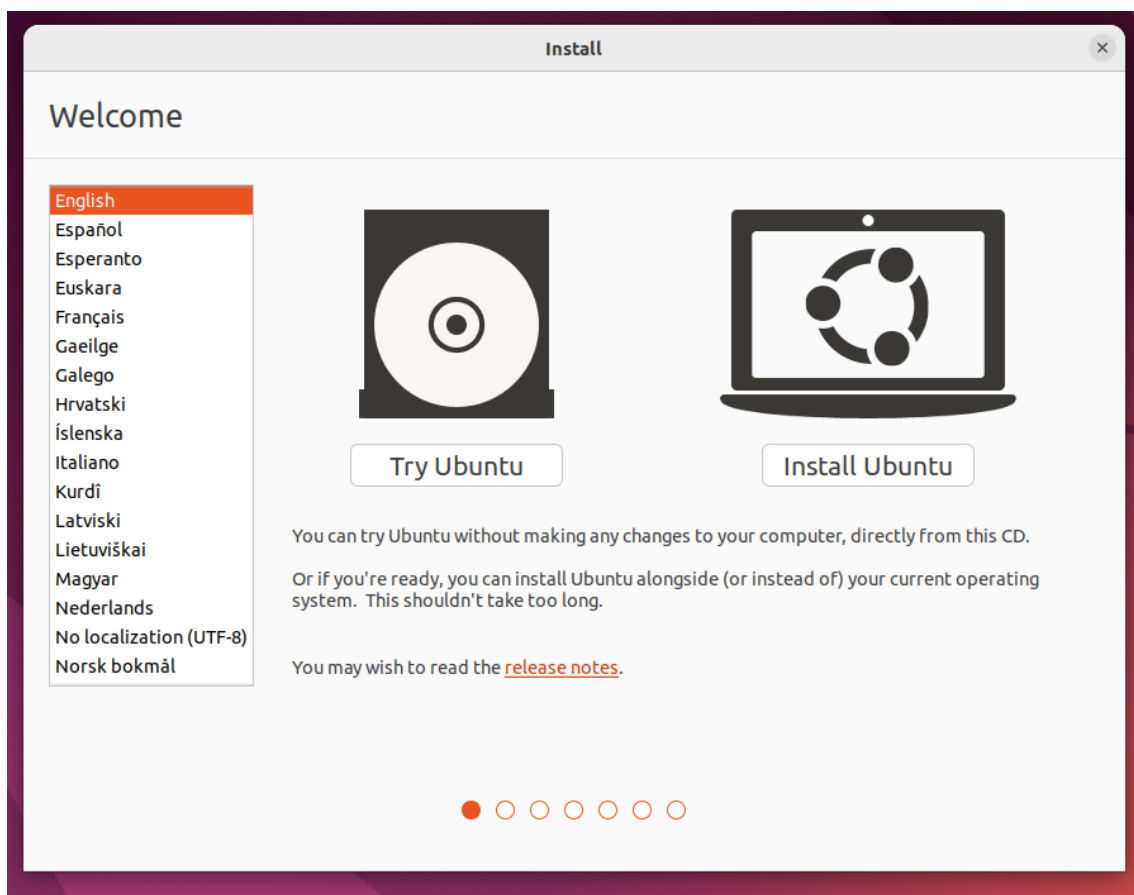 Install
Welcome
English
Español
Esperanto
Euskara
Français
Gaeilge
Galego
Hrvatski
Íslenska
Italiano
Kurdî
Latviski
Lietuviškai
Magyar
Nederlands
No localization (UTF-8)
Norsk bokmål
Try Ubuntu
Install Ubuntu
You can try Ubuntu without making any changes to your computer, directly from this CD.
Or if you're ready, you can install Ubuntu alongside (or instead of) your current operating
system.  This shouldn't take too long.
You may wish to read the release notes.